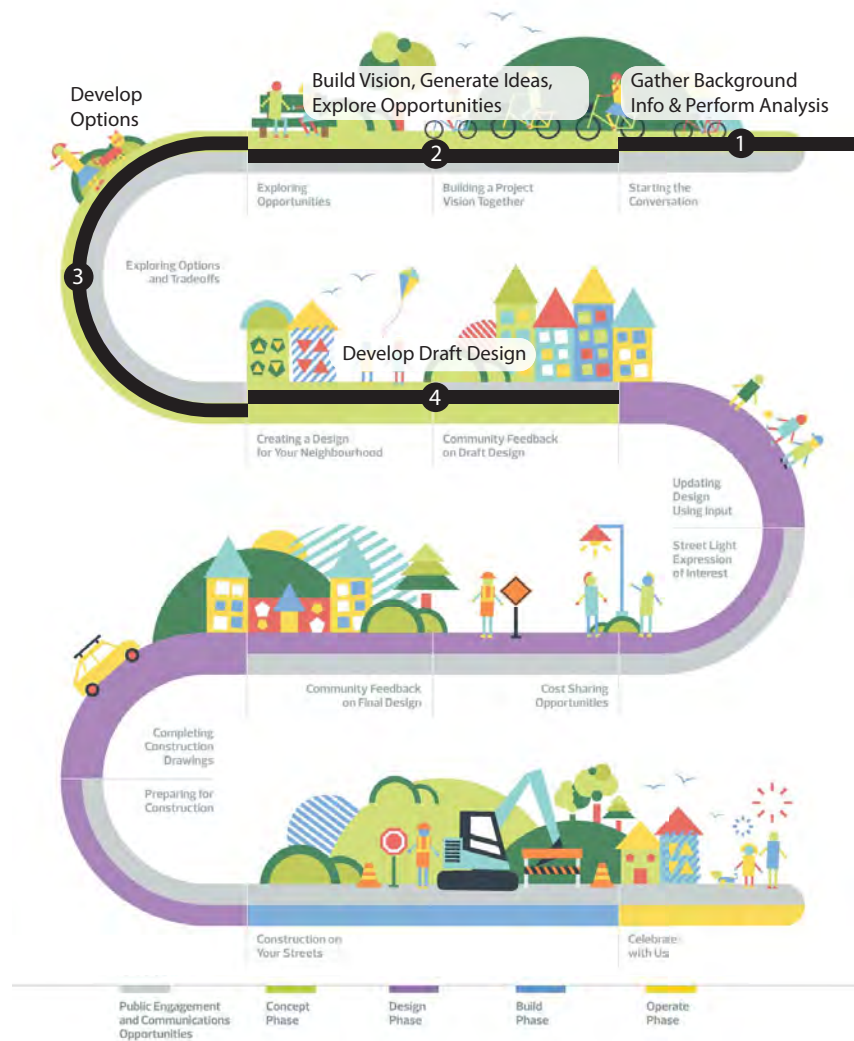 Develop
Options
Build Vision, Generate Ideas,
Explore Opportunities
Gather Background
Info & Perform Analysis
1
2
Exploring
Opportunities
Building a Project
Vision Together
Starting the
Conversation
3
Exploring Options
and Tradeoffs
Develop Draft Design
4
Creating a Design
for Your Neighbourhood
Community Feedback
on Draft Design
Updating
Design
Using Input
Street Light
Expression
of Interest
Community Feedback
on Final Design
Cost Sharing
Opportunities
Completing
Construction
Drawings
Preparing for
Construction
Construction on
Your Streets
Celebrate
with Us
Public Engagement
and Communications
Opportunities
Concept
Phase
Design
Phase
Build
Phase
Operate
Phase